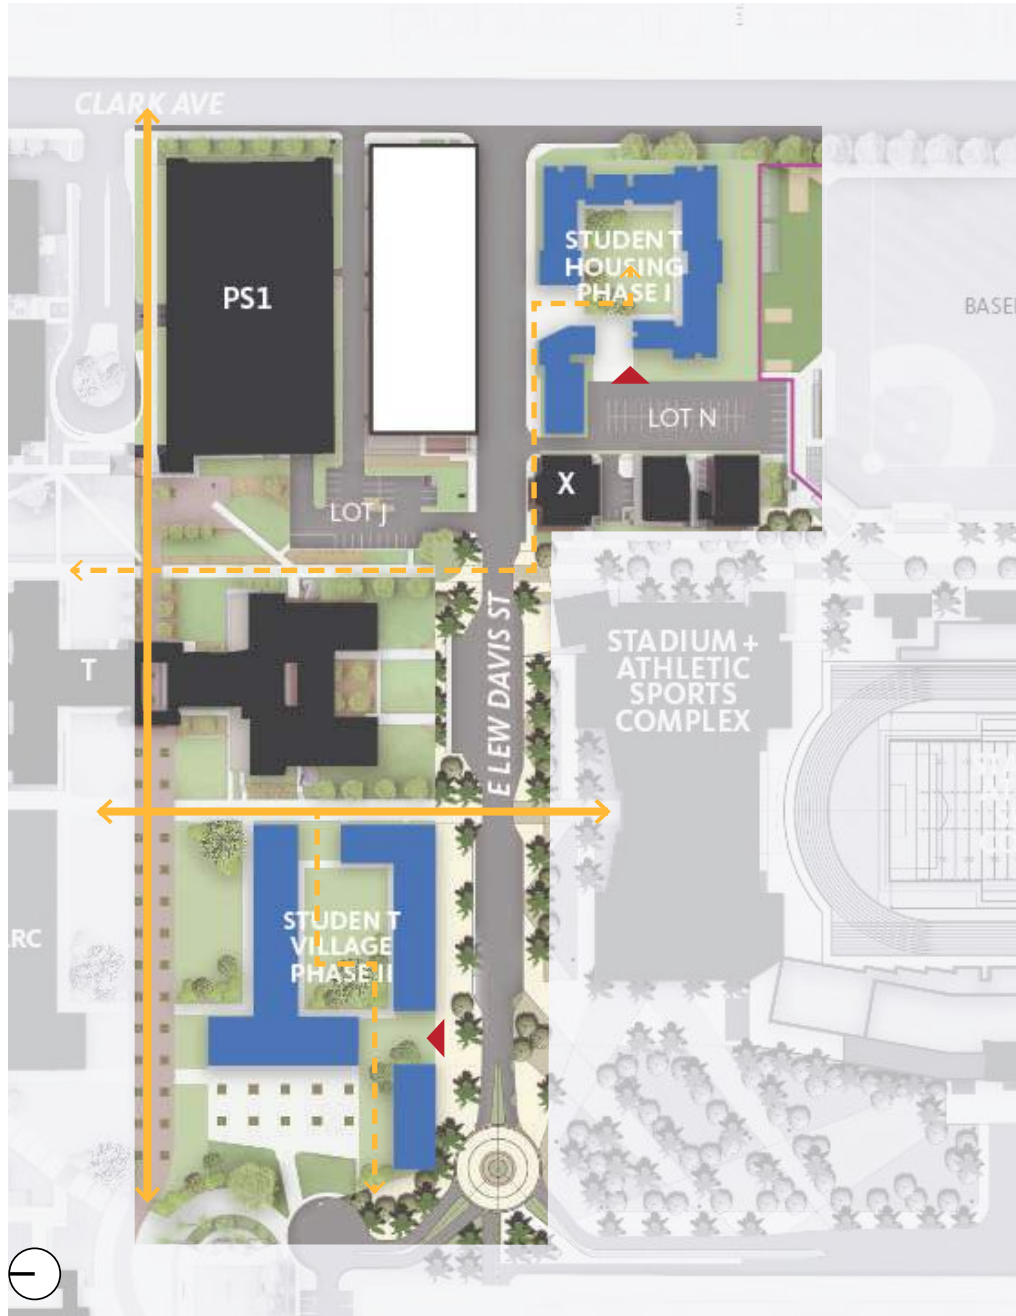 CLARK AVE
PS1
STUDENT
HOUSING
PHASE I
BASE
LOT N
X
LOT J
E LEW DAVIS ST
T
STADIUM +
ATHLETIC
SPORTS
COMPLEX
STUDENT
VILLAGE
PHASE II
RC